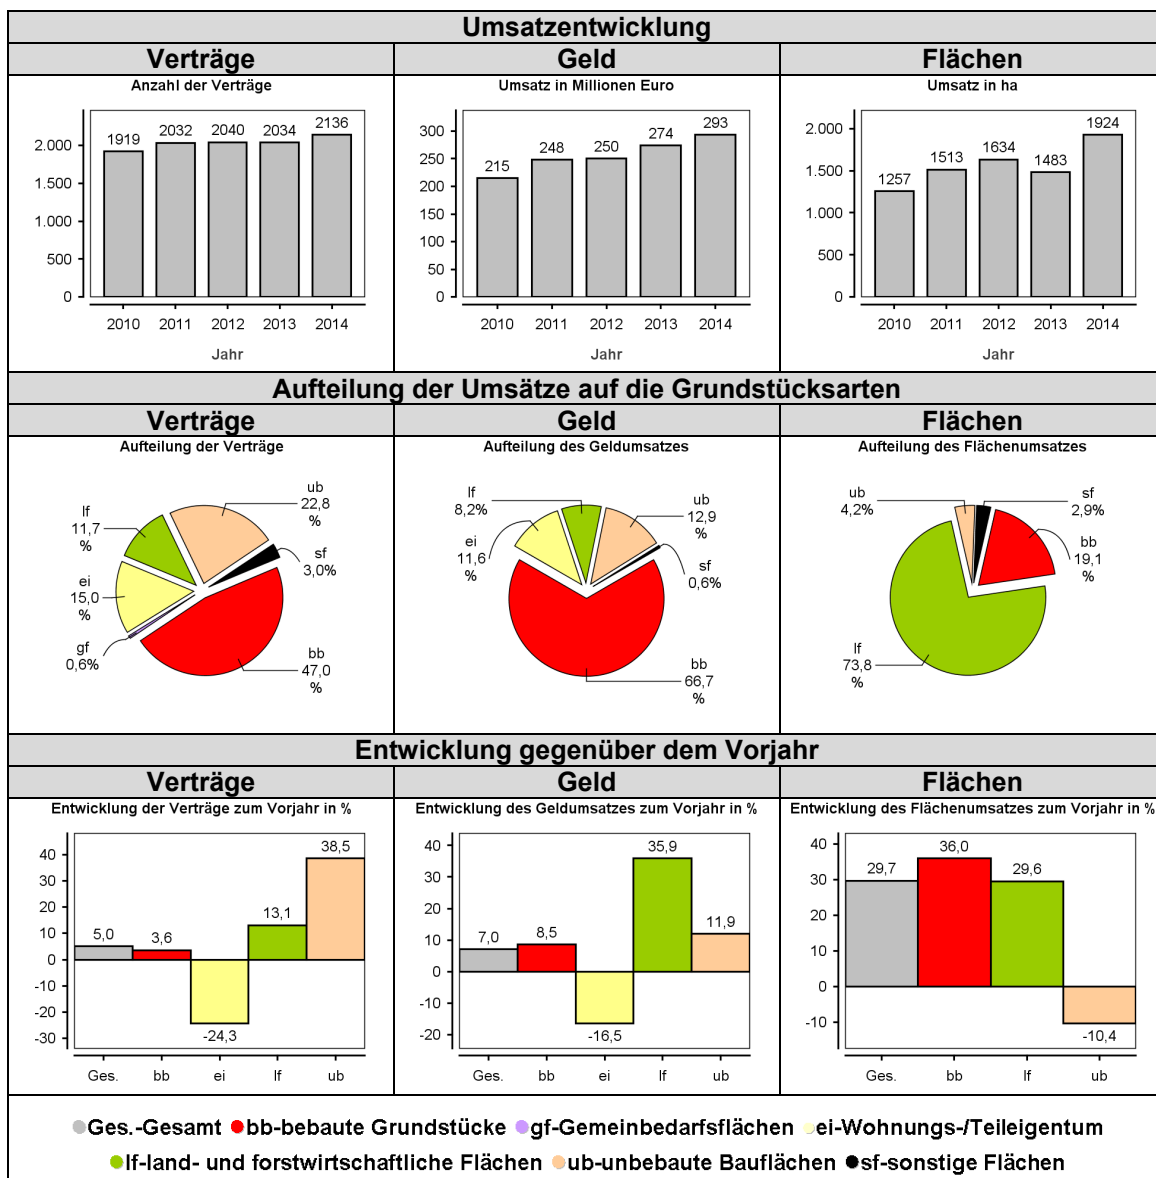 Umsatzentwicklung
Verträge
Geld
Flächen
Anzahl der Verträge
2.000
1.500
1.000
500
0
1919
2032
2040
2034
2136
2010
2011
2012
2013
2014
Jahr
Umsatz in Millionen Euro
300
250
200
150
100
50
0
215
248
250
274
293
2010
2011
2012
2013
2014
Jahr
Umsatz in ha
2.000
1.500
1.000
500
0
1257
1513
1634
1483
1924
2010
2011
2012
2013
2014
Jahr
Aufteilung der Umsätze auf die Grundstücksarten
Verträge
Geld
Flächen
Aufteilung der Verträge
ub
22,8
%
lf
11,7
%
sf
3,0%
ei
15,0
%
gf
0,6%
bb
47,0
%
Aufteilung des Geldumsatzes
lf
8,2%
ub
12,9
%
ei
11,6
%
sf
0,6%
bb
66,7
%
Aufteilung des Flächenumsatzes
ub
4,2%
sf
2,9%
bb
19,1
%
lf
73,8
%
Entwicklung gegenüber dem Vorjahr
Verträge
Geld
Flächen
Entwicklung der Verträge zum Vorjahr in %
40
30
20
10
0
-10
-20
-30
5,0
3,6
-24,3
13,1
38,5
Ges.
bb
ei
lf
ub
Entwicklung des Geldumsatzes zum Vorjahr in %
40
30
20
10
0
-10
-20
7,0
8,5
-16,5
35,9
11,9
Ges.
bb
ei
lf
ub
Entwicklung des Flächenumsatzes zum Vorjahr in %
40
30
20
10
0
-10
29,7
36,0
29,6
-10,4
Ges.
bb
lf
ub
Ges.-Gesamt bb-bebaute Grundstücke gf-Gemeinbedarfsflächen ei-Wohnungs-/Teileigentum
lf-land- und forstwirtschaftliche Flächen ub-unbebaute Bauflächen sf-sonstige Flächen